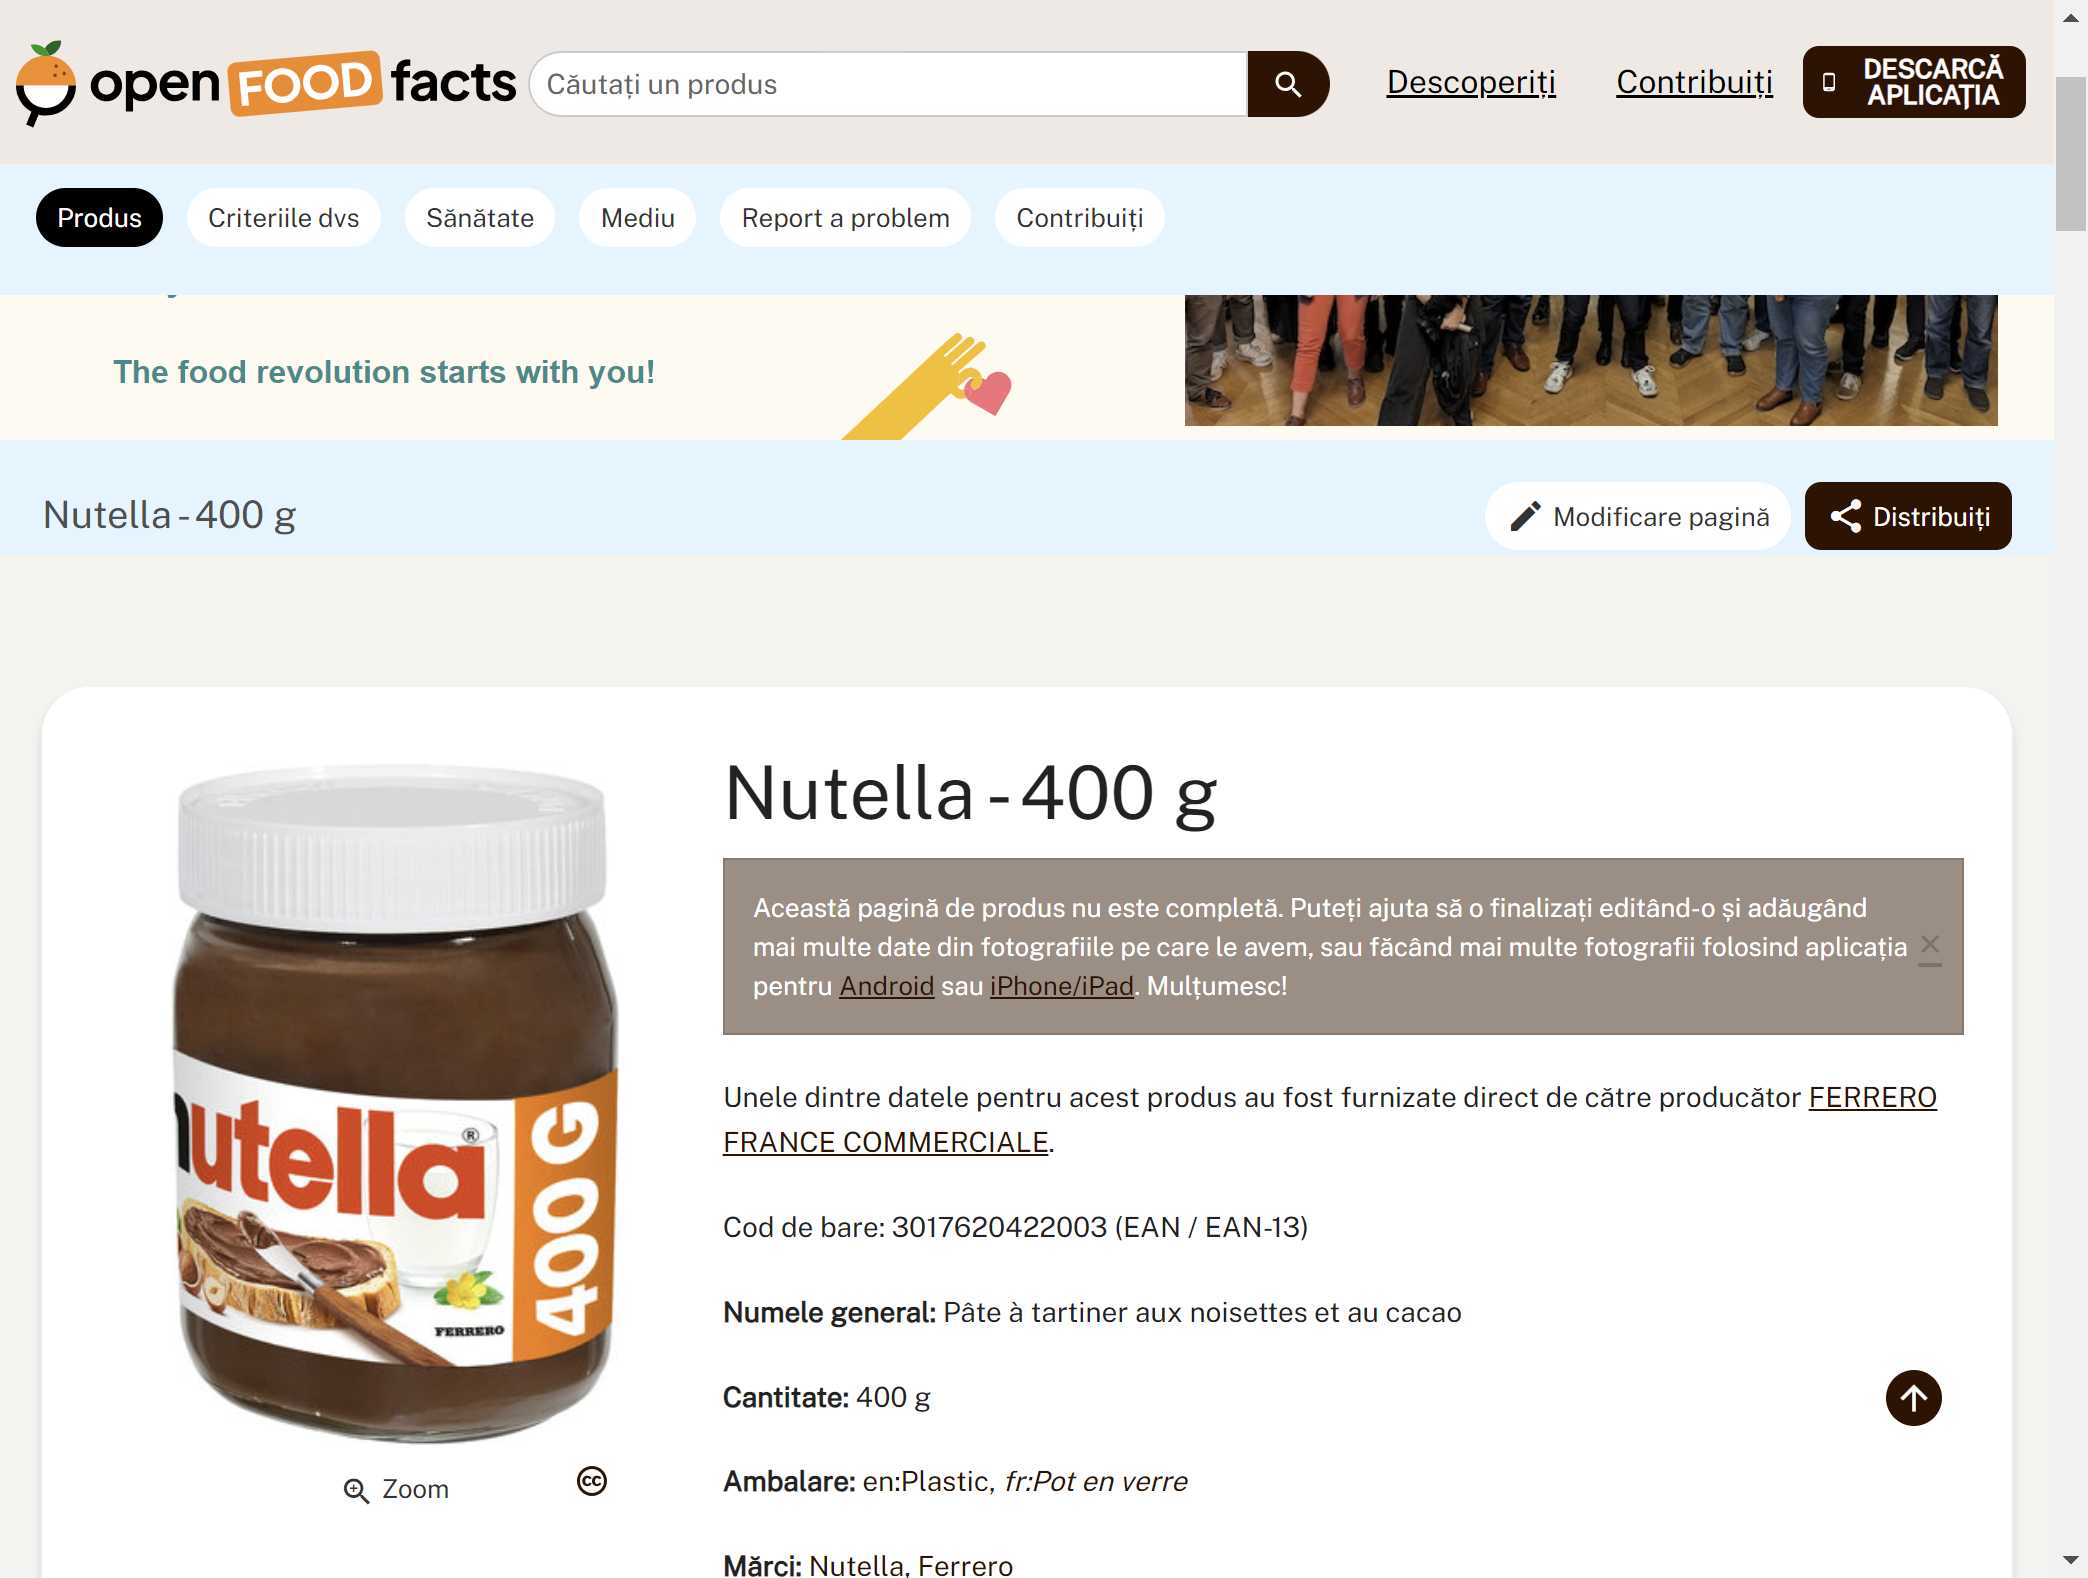 open FOOD facts
Căutați un produs
Descoperiți
Contribuiți
DESCARCĂ
APLICAȚIA
Produs
Criteriile dvs
Sănătate
Mediu
Report a problem
Contribuiți
The food revolution starts with you!
Nutella - 400 g
Modificare pagină
Distribuiți
Nutella - 400 g
Această pagină de produs nu este completă. Puteți ajuta să o finalizați editând-o și adăugând
mai multe date din fotografiile pe care le avem, sau făcând mai multe fotografii folosind aplicația
pentru Android sau iPhone/iPad. Mulțumesc!
Unele dintre datele pentru acest produs au fost furnizate direct de către producător FERRERO
FRANCE COMMERCIALE.
Cod de bare: 3017620422003 (EAN / EAN-13)
Numele general: Pâte à tartiner aux noisettes et au cacao
Cantitate: 400 g
Ambalare: en:Plastic, fr:Pot en verre
Mărci: Nutella, Ferrero
nutella®
400 G
FERRERO
Zoom
cc